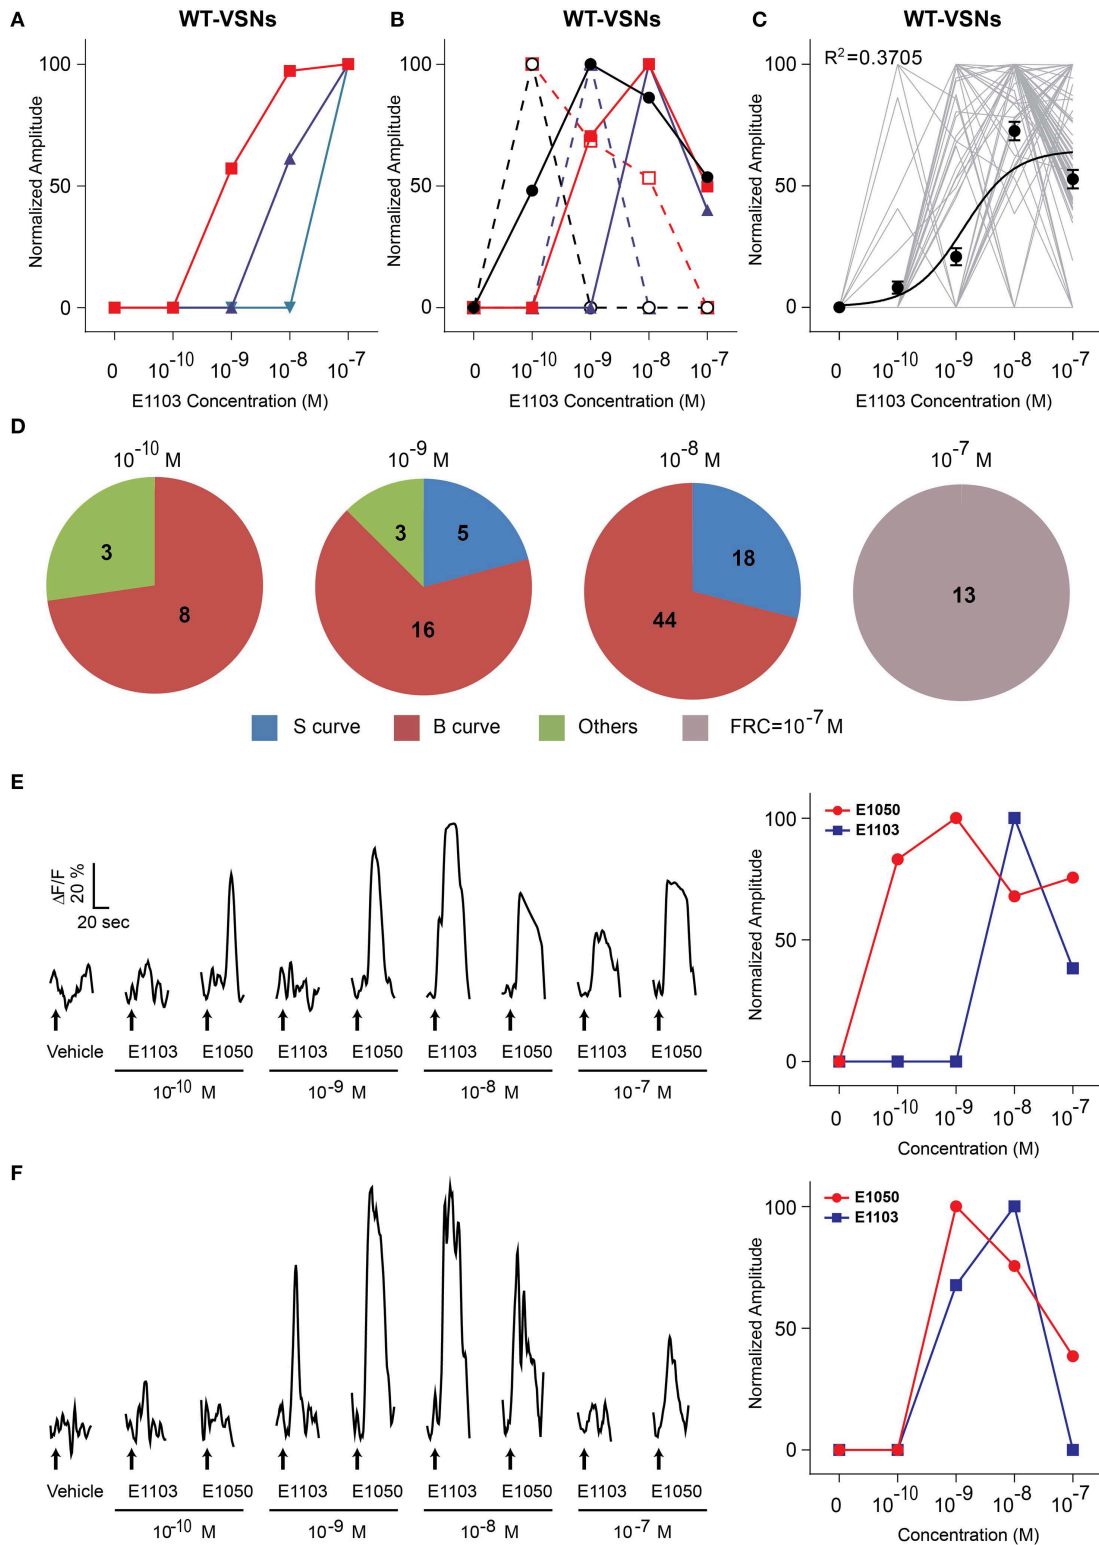 A
WT-VSNs
Normalized Amplitude
100
50
0
0 10⁻¹⁰ 10⁻⁹ 10⁻⁸ 10⁻⁷
E1103 Concentration (M)
B
WT-VSNs
Normalized Amplitude
100
50
0
0 10⁻¹⁰ 10⁻⁹ 10⁻⁸ 10⁻⁷
E1103 Concentration (M)
C
WT-VSNs
R²=0.3705
Normalized Amplitude
100
50
0
0 10⁻¹⁰ 10⁻⁹ 10⁻⁸ 10⁻⁷
E1103 Concentration (M)
D
10⁻¹⁰ M
3
8
10⁻⁹ M
3
5
16
10⁻⁸ M
18
44
10⁻⁷ M
13
S curve
B curve
Others
FRC=10⁻⁷ M
E
ΔF/F
20 %
20 sec
Vehicle E1103 E1050 E1103 E1050 E1103 E1050 E1103 E1050
10⁻¹⁰ M 10⁻⁹ M 10⁻⁸ M 10⁻⁷ M
E1050
E1103
Normalized Amplitude
100
50
0
0 10⁻¹⁰ 10⁻⁹ 10⁻⁸ 10⁻⁷
Concentration (M)
F
Vehicle E1103 E1050 E1103 E1050 E1103 E1050 E1103 E1050
10⁻¹⁰ M 10⁻⁹ M 10⁻⁸ M 10⁻⁷ M
E1050
E1103
Normalized Amplitude
100
50
0
0 10⁻¹⁰ 10⁻⁹ 10⁻⁸ 10⁻⁷
Concentration (M)